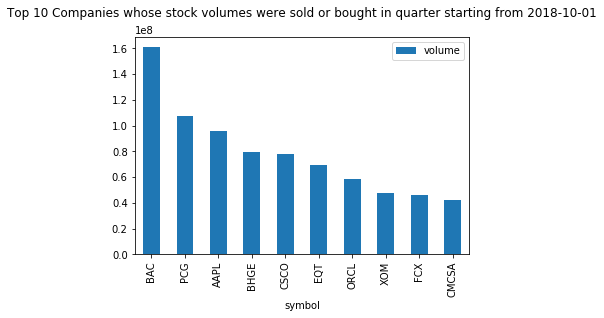 Top 10 Companies whose stock volumes were sold or bought in quarter starting from 2018-10-01
1e8
volume
1.6
1.4
1.2
1.0
0.8
0.6
0.4
0.2
0.0
BAC
PCG
AAPL
BHGE
CSCO
EQT
ORCL
XOM
FCX
CMCSA
symbol